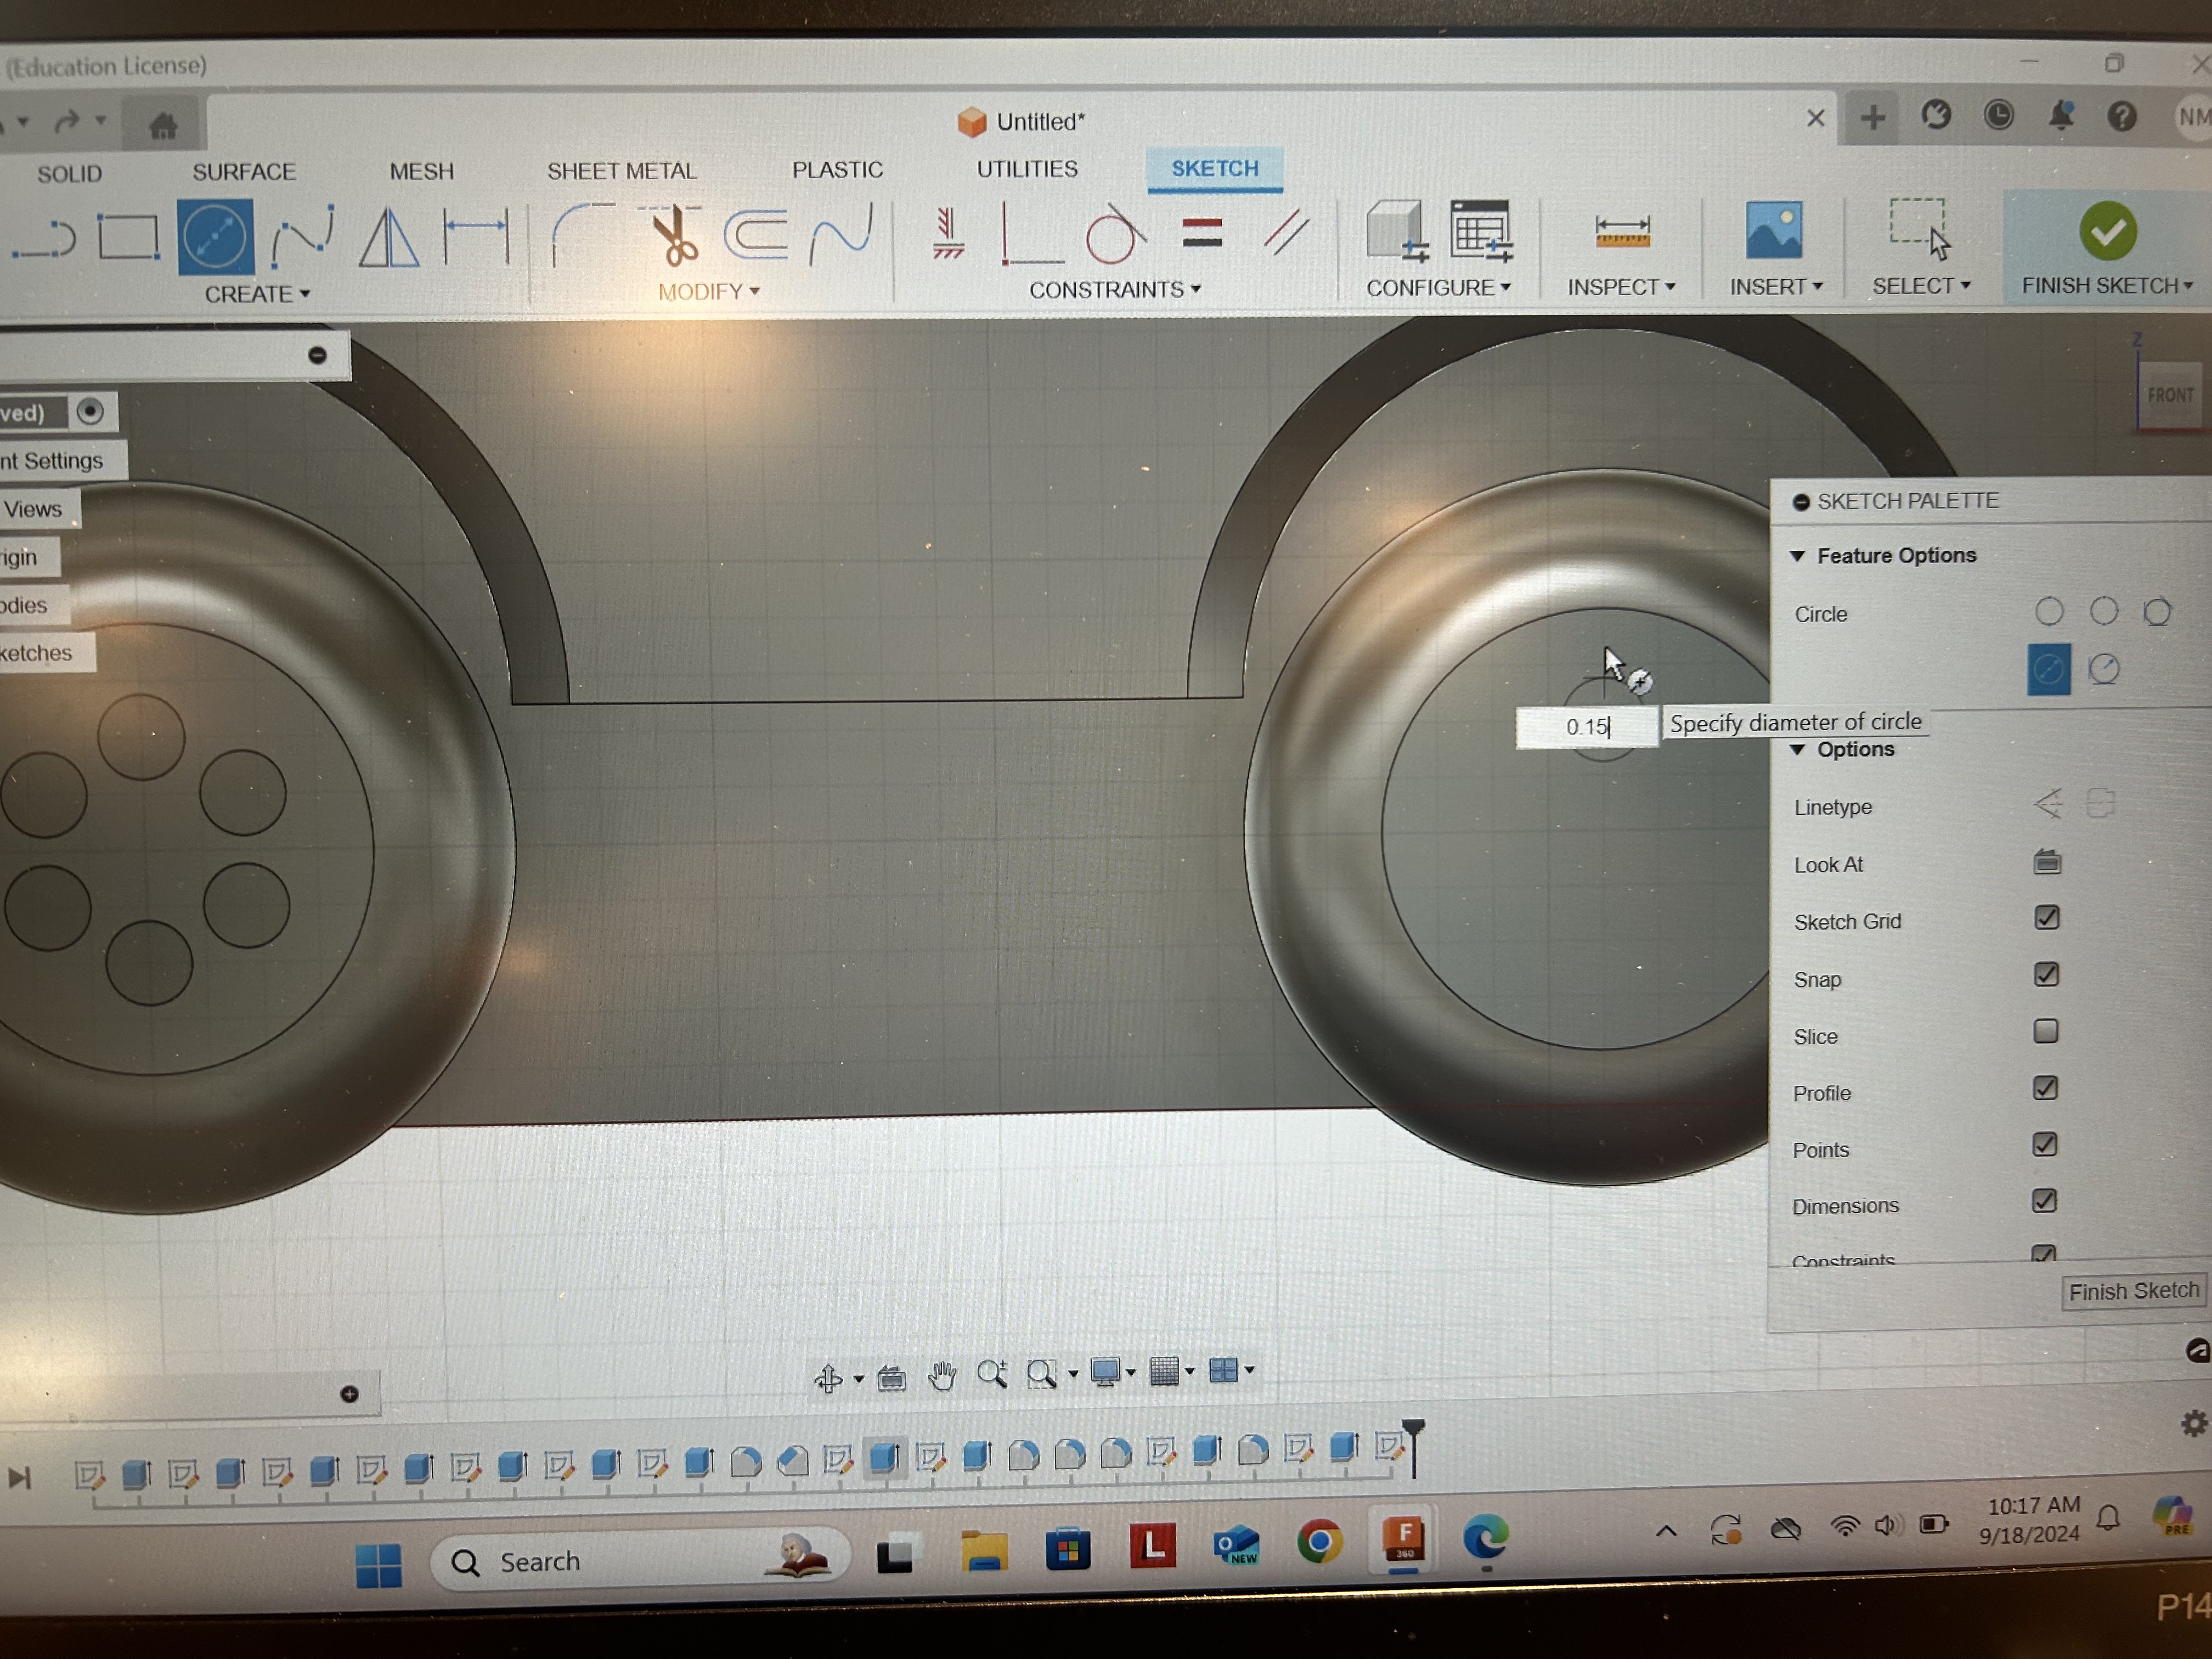 (Education License)
Untitled*
NM
SOLID
SURFACE
MESH
SHEET METAL
PLASTIC
UTILITIES
SKETCH
CREATE
MODIFY
CONSTRAINTS
CONFIGURE
INSPECT
INSERT
SELECT
FINISH SKETCH
Z
FRONT
ved)
nt Settings
Views
igin
odies
ketches
SKETCH PALETTE
Feature Options
Circle
0.15
Specify diameter of circle
Options
Linetype
Look At
Sketch Grid
Snap
Slice
Profile
Points
Dimensions
Constraints
Finish Sketch
Search
L
O
NEW
F
360
10:17 AM
9/18/2024
PRE
P14